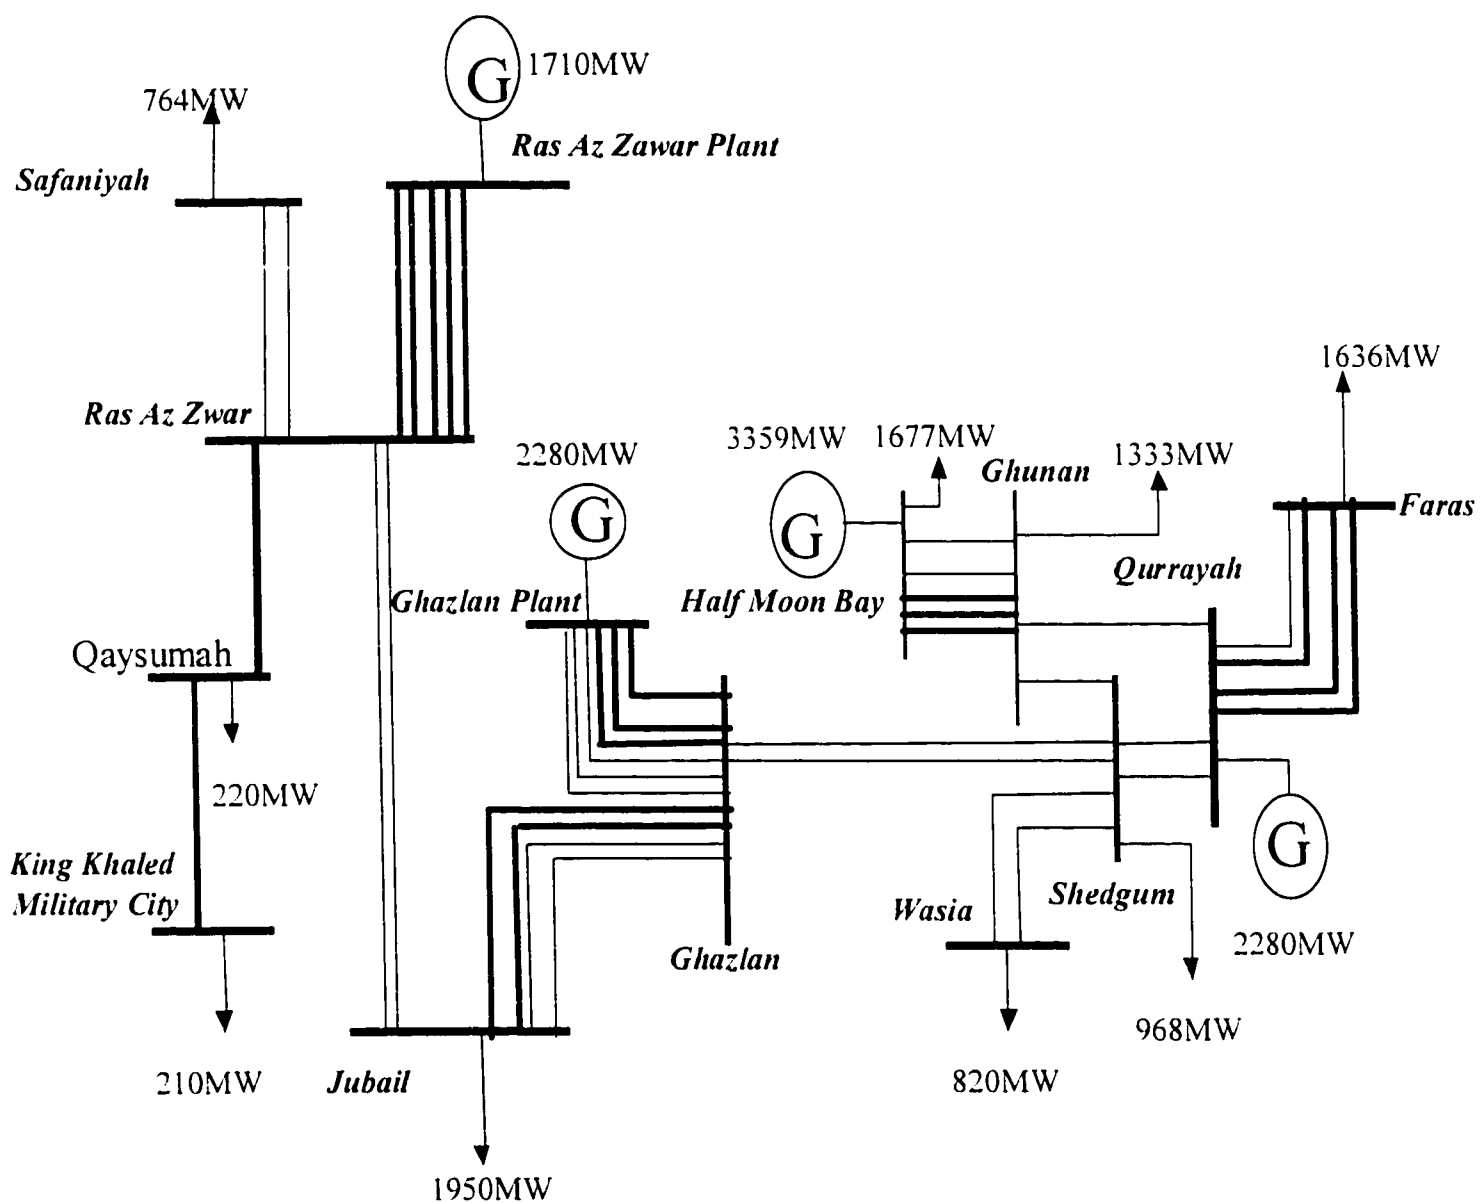 G
1710MW
764MW
Ras Az Zawar Plant
Safaniyah
1636MW
Ras Az Zwar
2280MW
G
3359MW
1677MW
Ghunan
1333MW
G
Faras
Qurrayah
Ghazlan Plant
Half Moon Bay
Qaysumah
220MW
King Khaled
Military City
G
Wasia
Shedgum
2280MW
Ghazlan
968MW
210MW
Jubail
820MW
1950MW